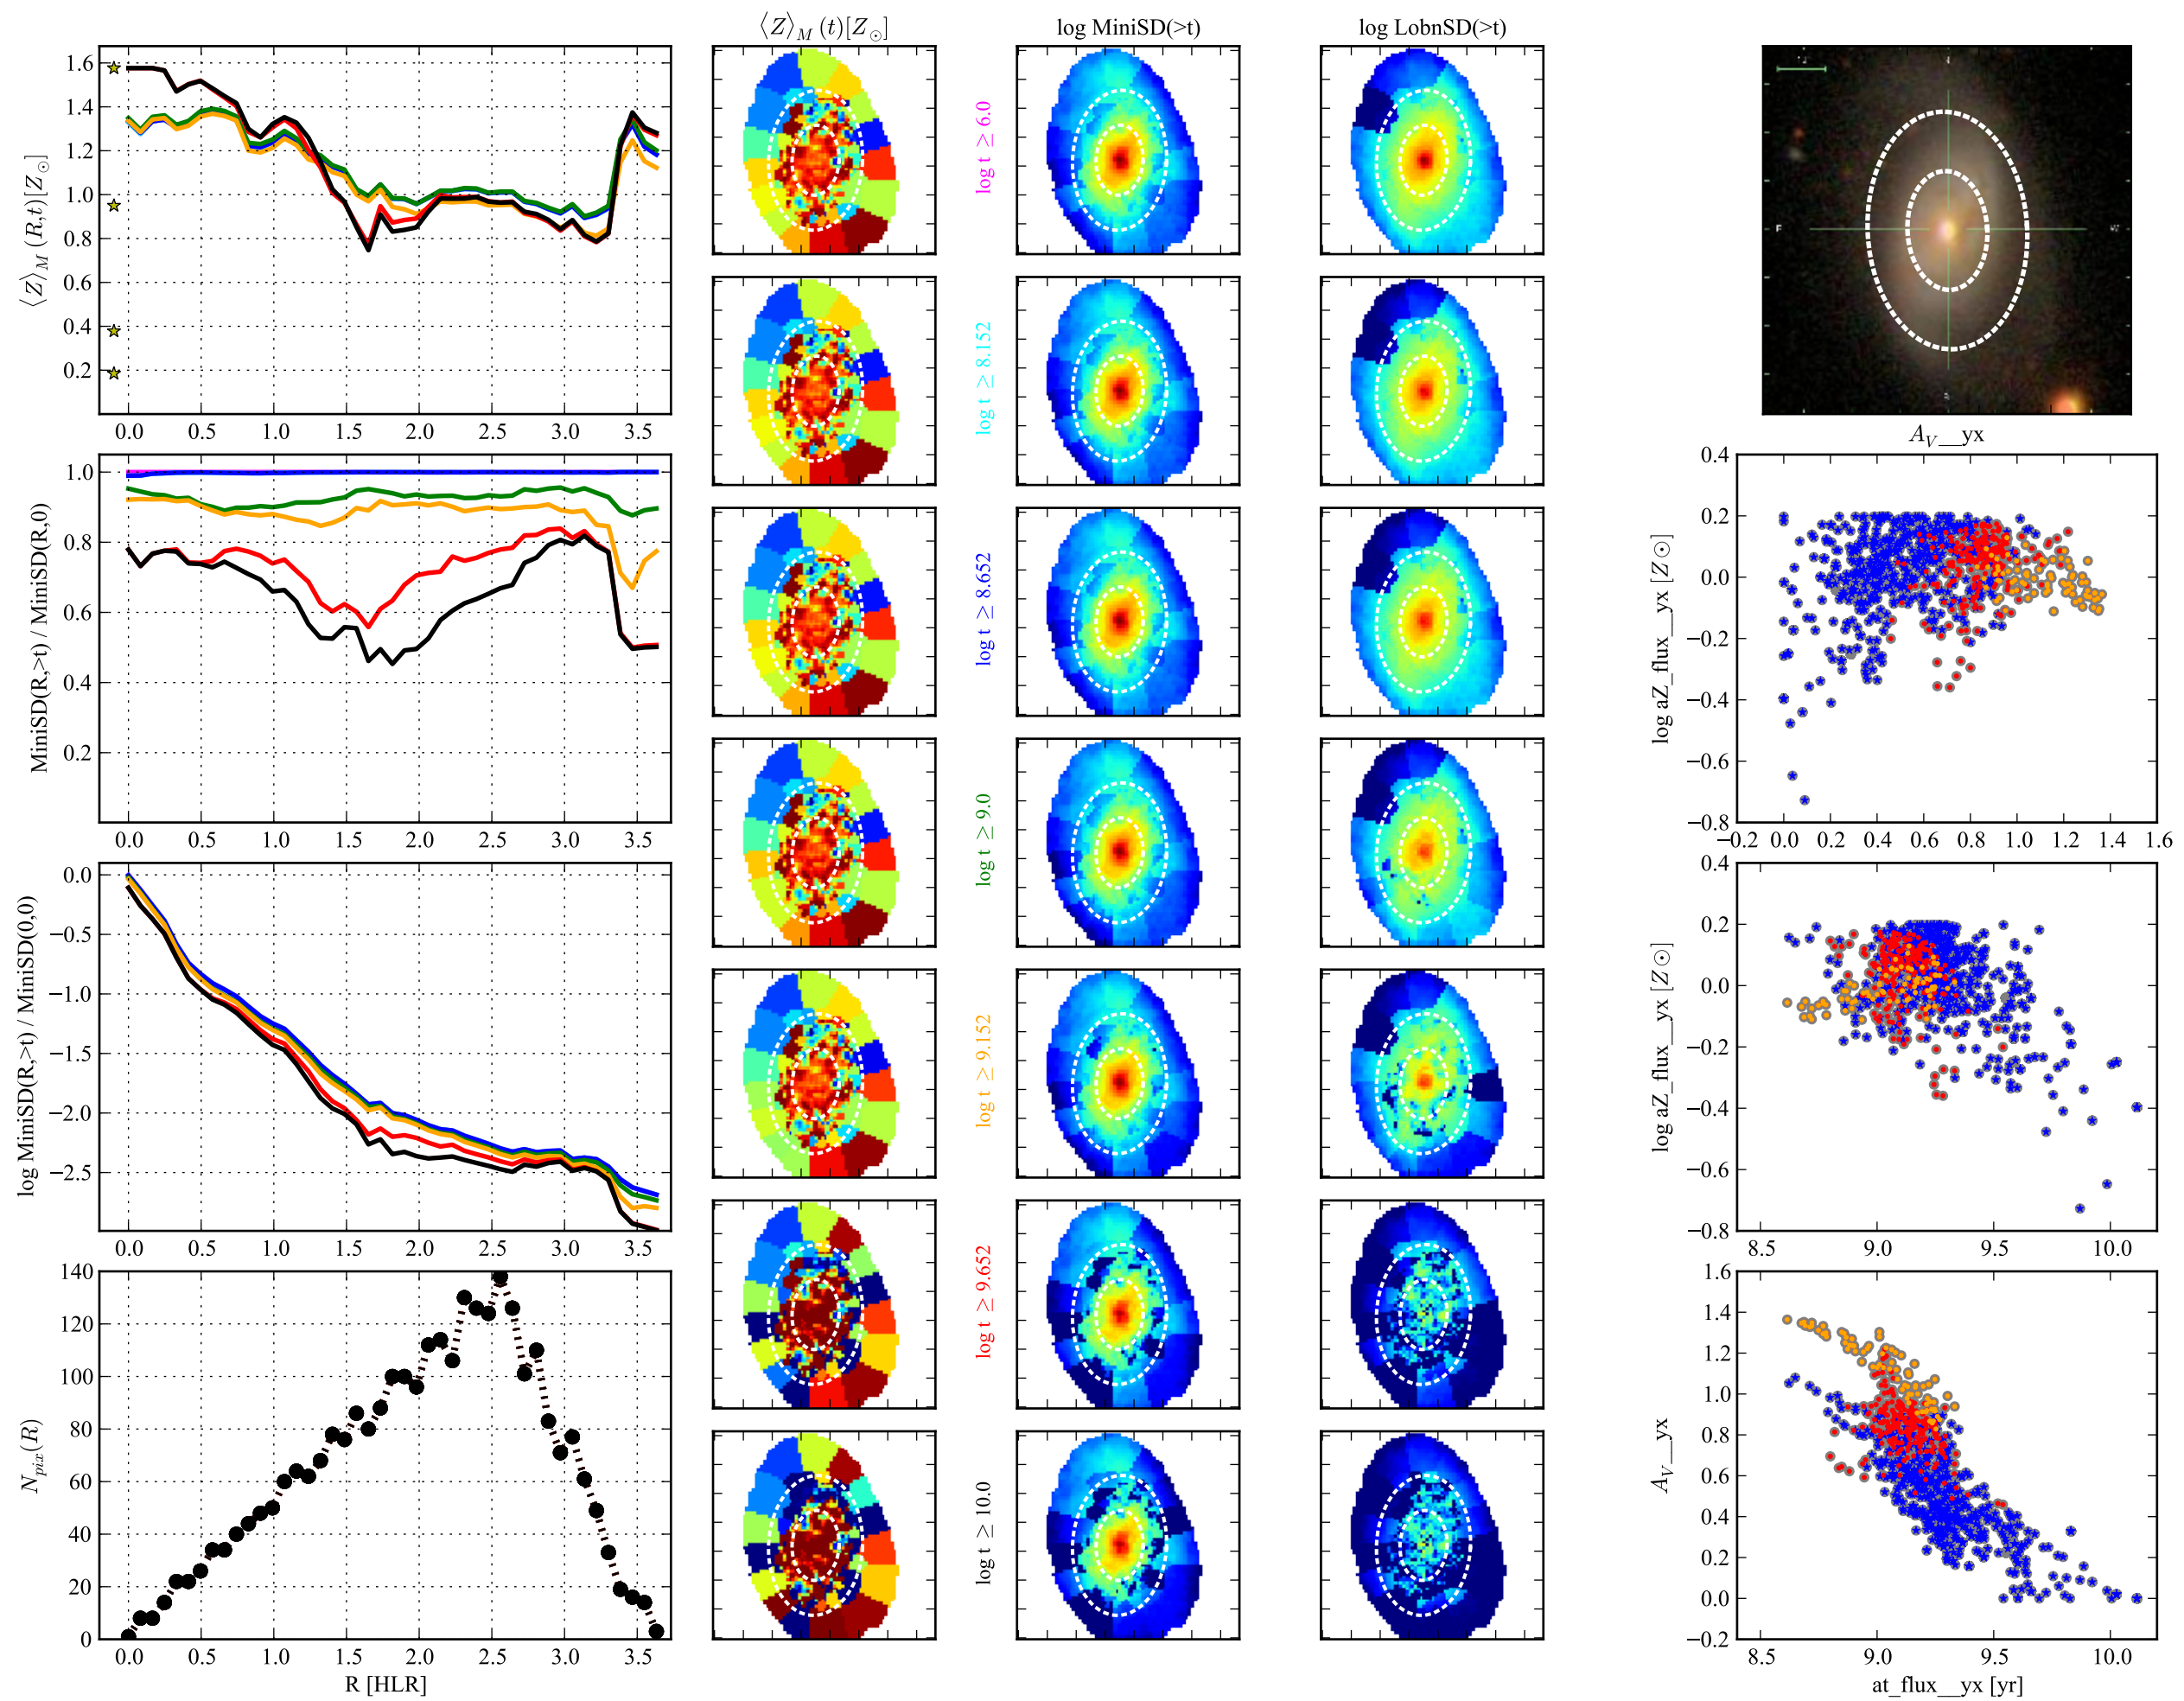 ⟨Z⟩_M (t)[Z_⊙]
log MiniSD(>t)
log LobnSD(>t)
⟨Z⟩_M (R,t)[Z_⊙]
1.6
1.4
1.2
1.0
0.8
0.6
0.4
0.2
0.0 0.5 1.0 1.5 2.0 2.5 3.0 3.5
MiniSD(R,>t) / MiniSD(R,0)
1.0
0.8
0.6
0.4
0.2
0.0 0.5 1.0 1.5 2.0 2.5 3.0 3.5
log MiniSD(R,>t) / MiniSD(0,0)
0.0
−0.5
−1.0
−1.5
−2.0
−2.5
0.0 0.5 1.0 1.5 2.0 2.5 3.0 3.5
N_pix(R)
140
120
100
80
60
40
20
0
0.0 0.5 1.0 1.5 2.0 2.5 3.0 3.5
R [HLR]
log t ≥ 6.0
log t ≥ 8.152
log t ≥ 8.652
log t ≥ 9.0
log t ≥ 9.152
log t ≥ 9.652
log t ≥ 10.0
A_V__yx
log aZ_flux__yx [Z⊙]
0.4
0.2
0.0
−0.2
−0.4
−0.6
−0.8
−0.2 0.0 0.2 0.4 0.6 0.8 1.0 1.2 1.4 1.6
log aZ_flux__yx [Z⊙]
0.4
0.2
0.0
−0.2
−0.4
−0.6
−0.8
8.5 9.0 9.5 10.0
A_V__yx
1.6
1.4
1.2
1.0
0.8
0.6
0.4
0.2
0.0
−0.2
8.5 9.0 9.5 10.0
at_flux__yx [yr]